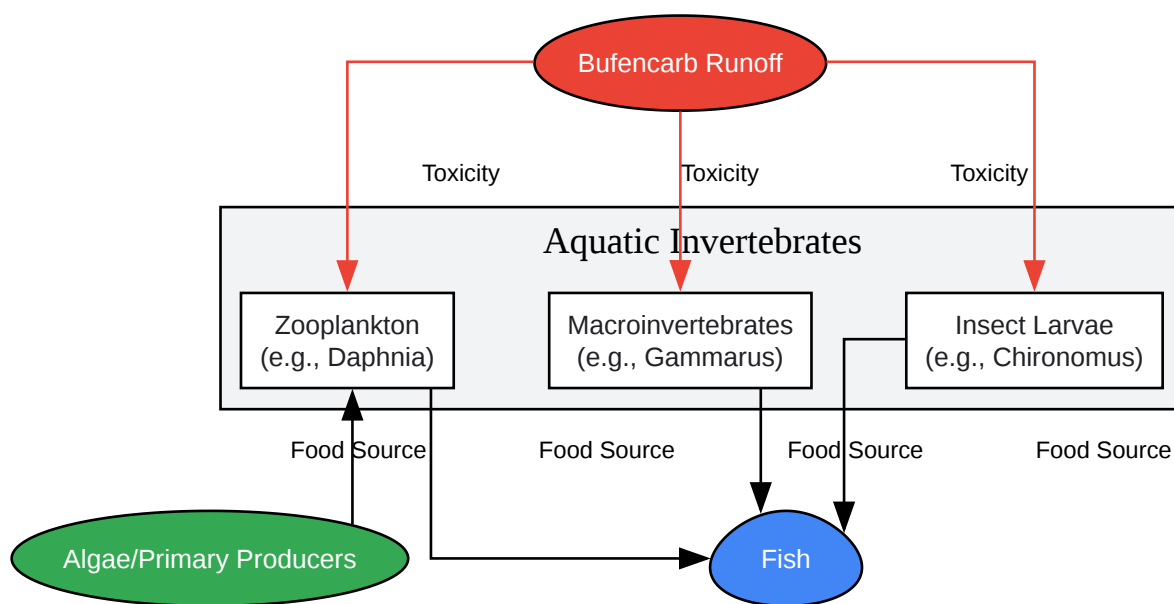 Bufencarb Runoff
Toxicity
Toxicity
Toxicity
Aquatic Invertebrates
Zooplankton
(e.g., Daphnia)
Macroinvertebrates
(e.g., Gammarus)
Insect Larvae
(e.g., Chironomus)
Food Source
Food Source
Food Source
Food Source
Algae/Primary Producers
Fish